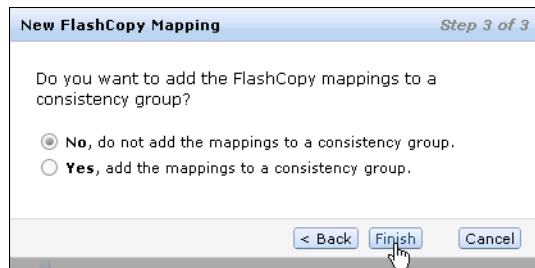 New FlashCopy Mapping Step 3 of 3
Do you want to add the FlashCopy mappings to a
consistency group?
No, do not add the mappings to a consistency group.
Yes, add the mappings to a consistency group.
< Back Finish Cancel